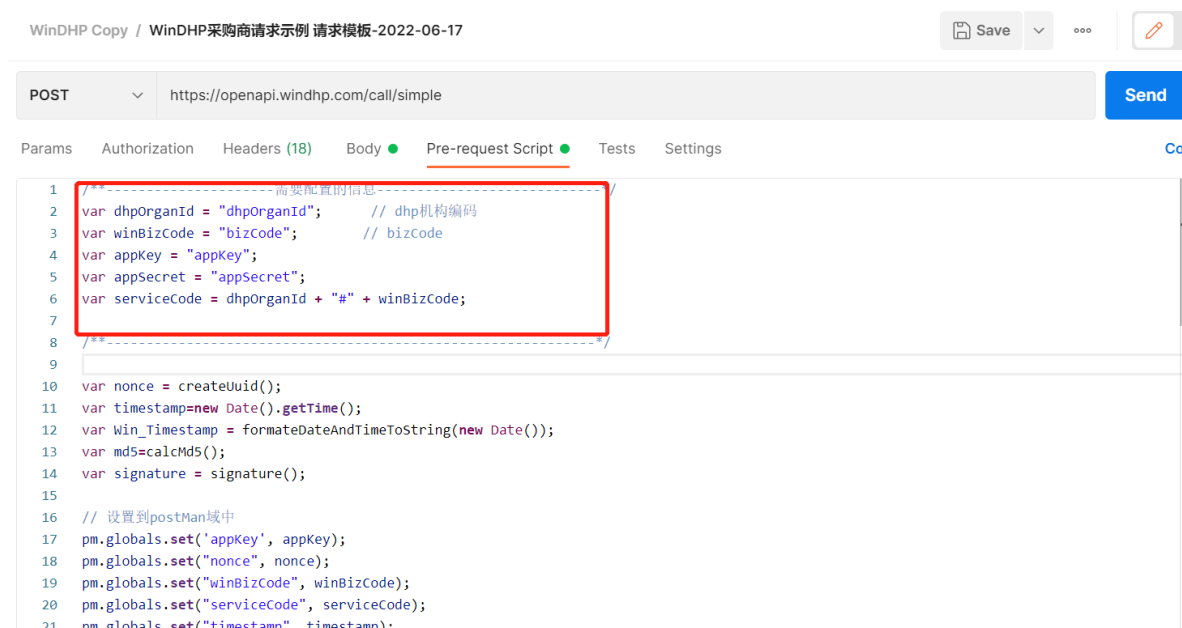 WinDHP Copy / WinDHP采购商请求示例 请求模板-2022-06-17
Save
POST https://openapi.windhp.com/call/simple Send
Params Authorization Headers (18) Body Pre-request Script Tests Settings Co
1 /**---------------------需要配置的信息----------------------------*/
2 var dhpOrganId = "dhpOrganId"; // dhp机构编码
3 var winBizCode = "bizCode"; // bizCode
4 var appKey = "appKey";
5 var appSecret = "appSecret";
6 var serviceCode = dhpOrganId + "#" + winBizCode;
7
8 /**-------------------------------------------------------------*/
9
10 var nonce = createUuid();
11 var timestamp=new Date().getTime();
12 var Win_Timestamp = formateDateAndTimeToString(new Date());
13 var md5=calcMd5();
14 var signature = signature();
15
16 // 设置到postMan域中
17 pm.globals.set('appKey', appKey);
18 pm.globals.set("nonce", nonce);
19 pm.globals.set("winBizCode", winBizCode);
20 pm.globals.set("serviceCode", serviceCode);
21 pm.globals.set("timestamp", timestamp);